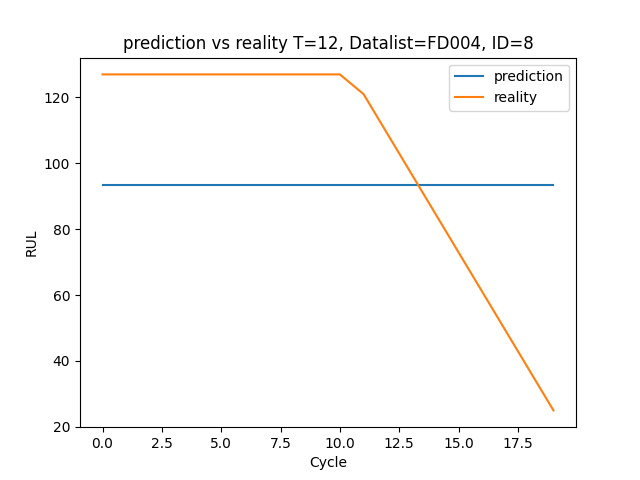 prediction vs reality T=12, Datalist=FD004, ID=8
prediction
reality
120
100
80
60
40
20
RUL
0.0 2.5 5.0 7.5 10.0 12.5 15.0 17.5
Cycle